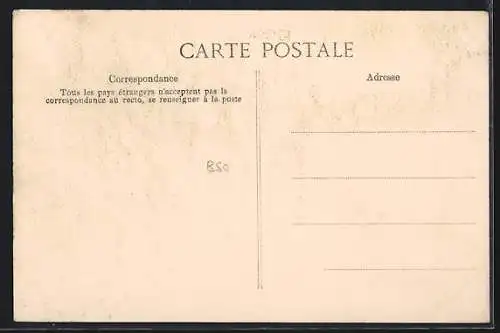 CARTE POSTALE
Correspondance
Tous les pays étrangers n'acceptent pas la
correspondance au recto, se renseigner à la poste
Adresse
B50